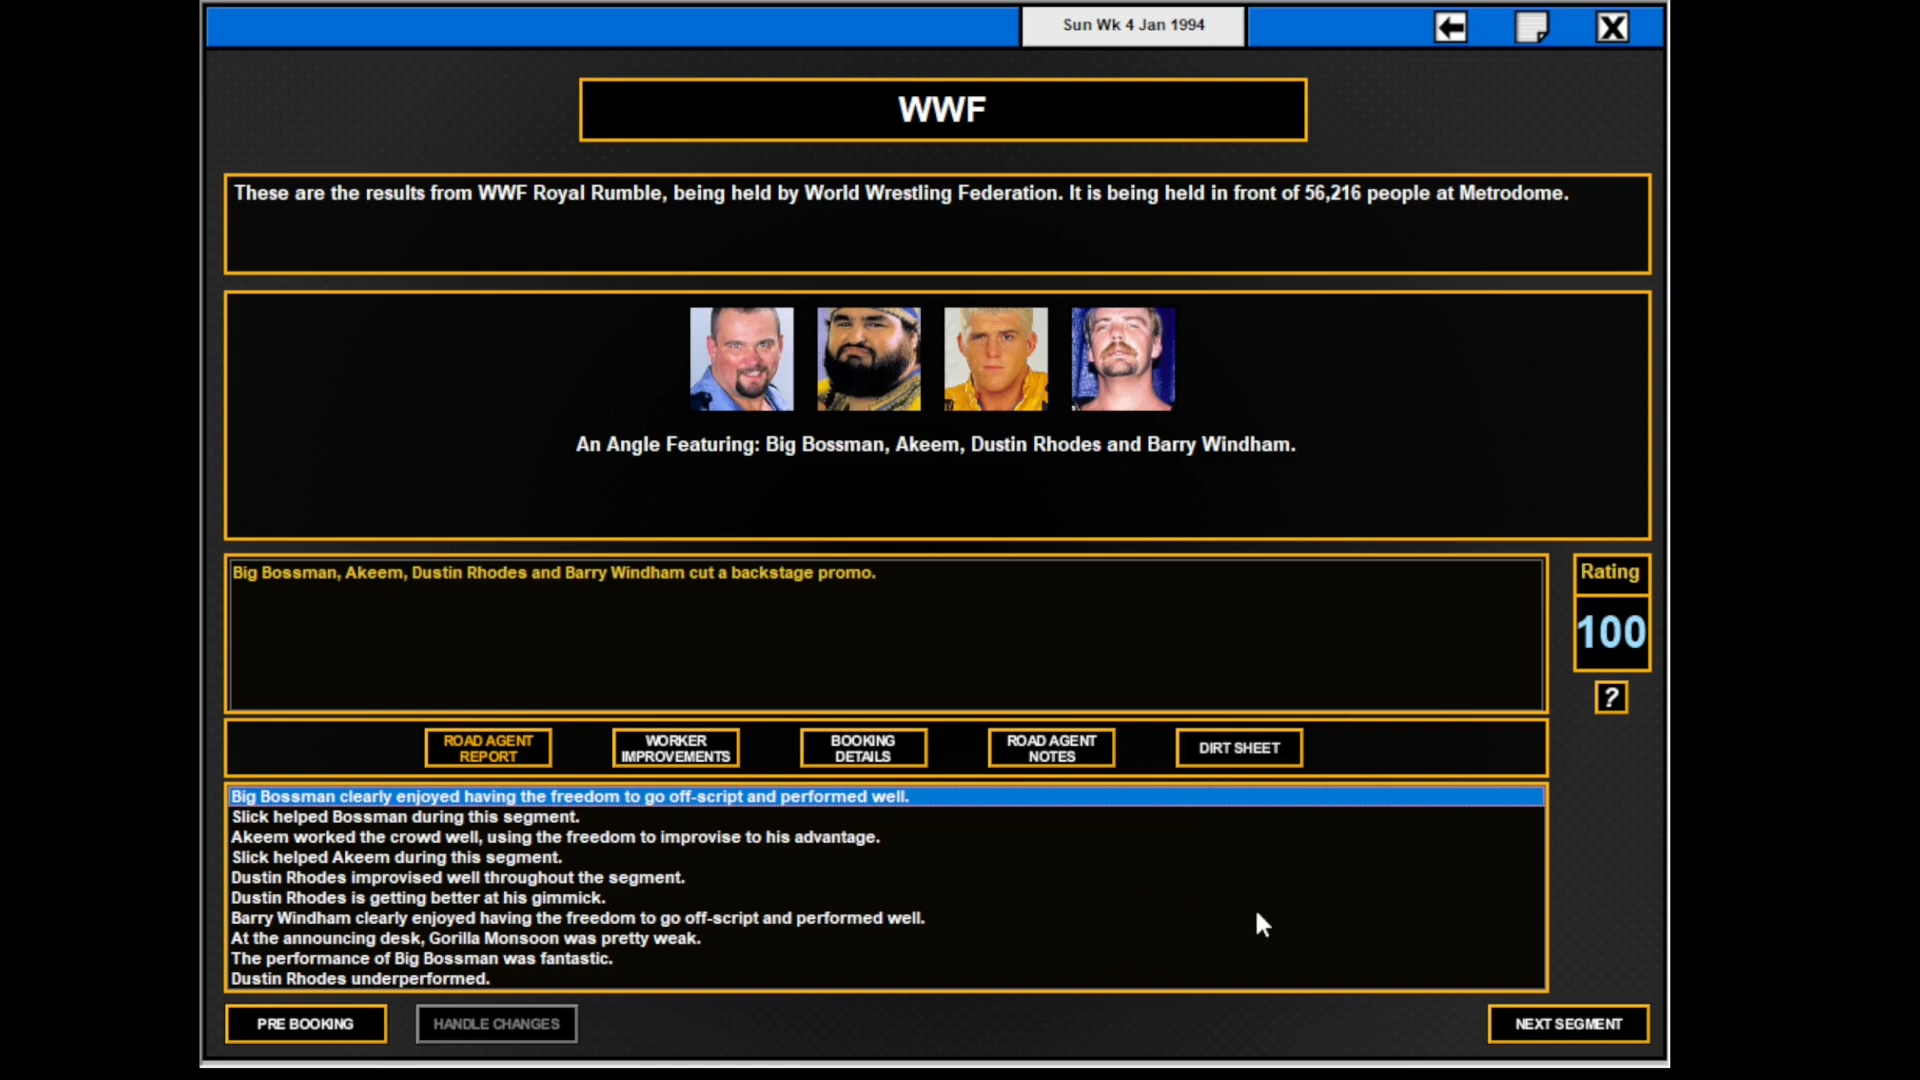 Sun Wk 4 Jan 1994
WWF
These are the results from WWF Royal Rumble, being held by World Wrestling Federation. It is being held in front of 56,216 people at Metrodome.
An Angle Featuring: Big Bossman, Akeem, Dustin Rhodes and Barry Windham.
Big Bossman, Akeem, Dustin Rhodes and Barry Windham cut a backstage promo.
Rating
100
?
ROAD AGENT
REPORT
WORKER
IMPROVEMENTS
BOOKING
DETAILS
ROAD AGENT
NOTES
DIRT SHEET
Big Bossman clearly enjoyed having the freedom to go off-script and performed well.
Slick helped Bossman during this segment.
Akeem worked the crowd well, using the freedom to improvise to his advantage.
Slick helped Akeem during this segment.
Dustin Rhodes improvised well throughout the segment.
Dustin Rhodes is getting better at his gimmick.
Barry Windham clearly enjoyed having the freedom to go off-script and performed well.
At the announcing desk, Gorilla Monsoon was pretty weak.
The performance of Big Bossman was fantastic.
Dustin Rhodes underperformed.
PRE BOOKING
HANDLE CHANGES
NEXT SEGMENT